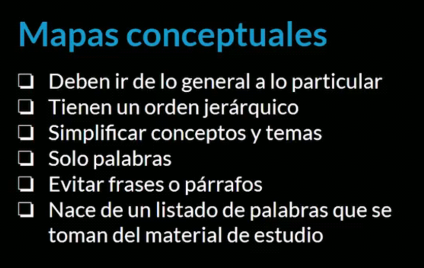 Mapas conceptuales
❑ Deben ir de lo general a lo particular
❑ Tienen un orden jerárquico
❑ Simplificar conceptos y temas
❑ Solo palabras
❑ Evitar frases o párrafos
❑ Nace de un listado de palabras que se
toman del material de estudio